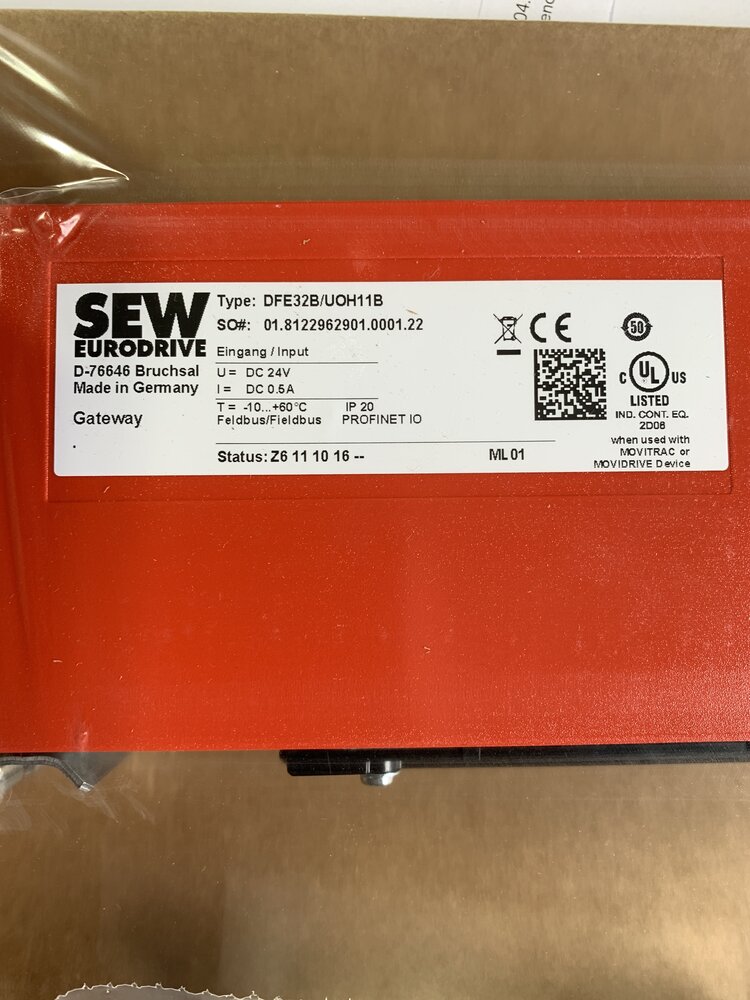 04.
enc
SEW
EURODRIVE
D-76646 Bruchsal
Made in Germany
Gateway
Type: DFE32B/UOH11B
SO#: 01.8122962901.0001.22
Eingang / Input
U = DC 24V
I = DC 0.5A
T = -10...+60°C IP 20
Feldbus/Fieldbus PROFINET IO
Status: Z6 11 10 16 -- ML 01
CE
50
C UL US
LISTED
IND. CONT. EQ.
2D06
when used with
MOVITRAC or
MOVIDRIVE Device